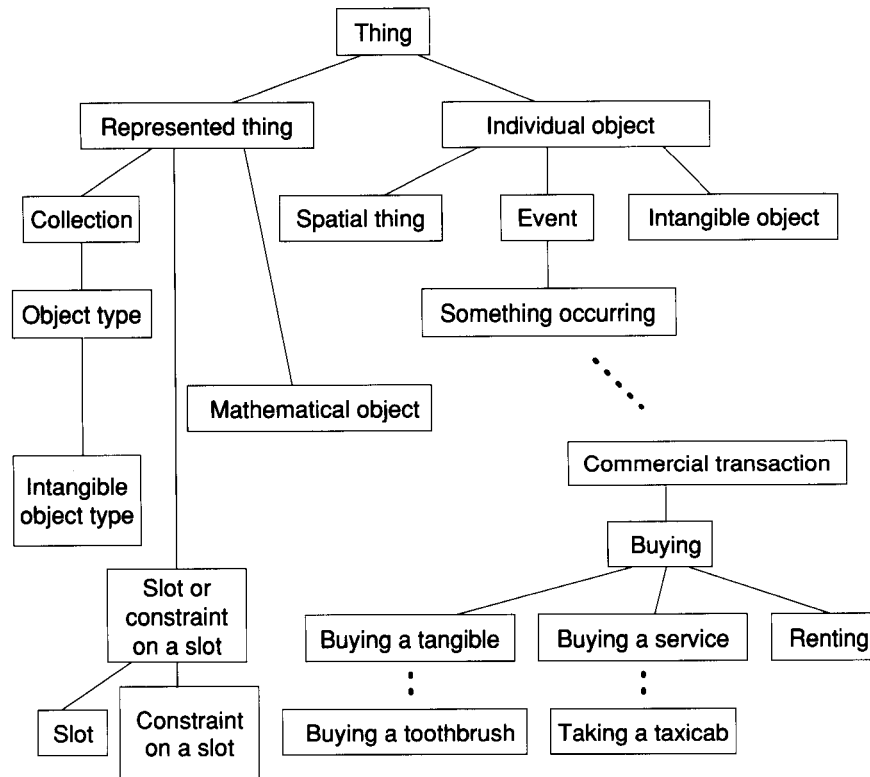 Thing
Represented thing
Individual object
Collection
Spatial thing
Event
Intangible object
Object type
Something occurring
Mathematical object
Intangible
object type
Commercial transaction
Buying
Slot or
constraint
on a slot
Buying a tangible
Buying a service
Renting
Slot
Constraint
on a slot
Buying a toothbrush
Taking a taxicab